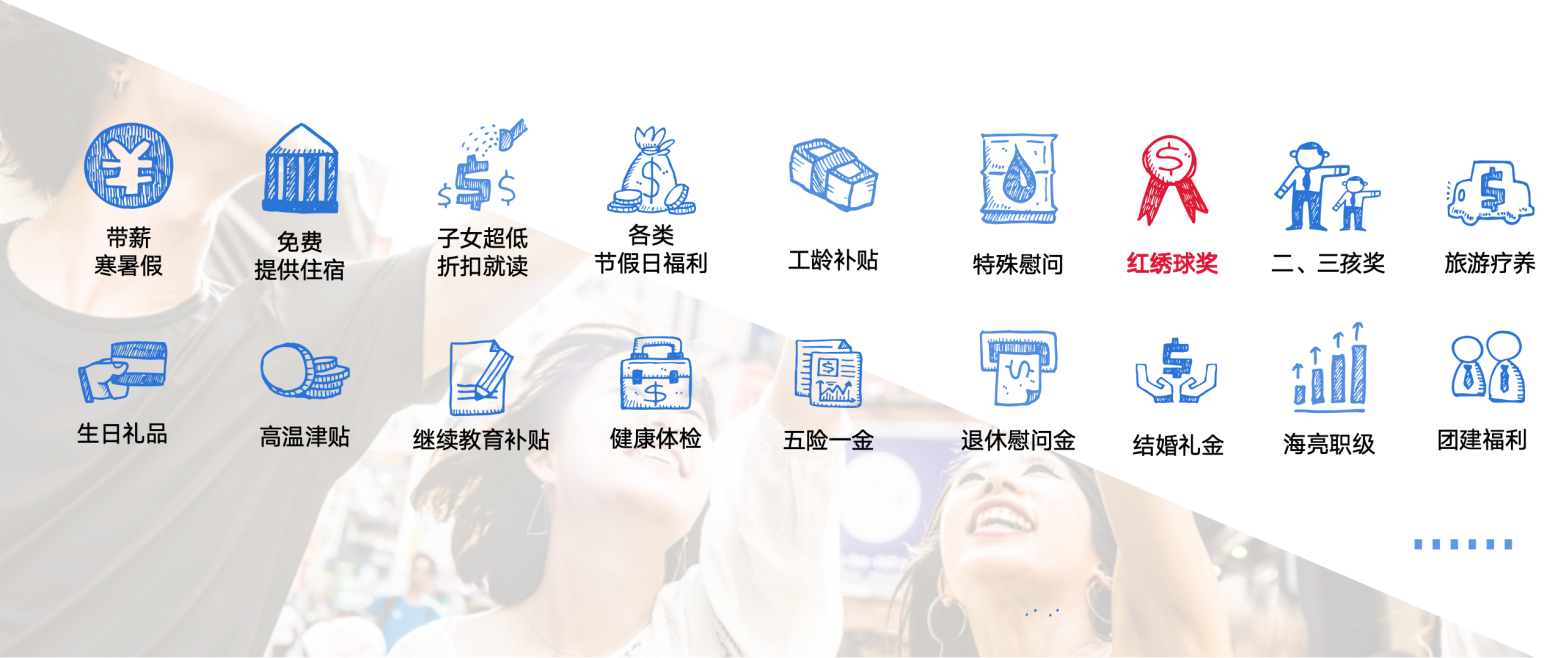 带薪
寒暑假
免费
提供住宿
子女超低
折扣就读
各类
节假日福利
工龄补贴
特殊慰问
红绣球奖
二、三孩奖
旅游疗养
生日礼品
高温津贴
继续教育补贴
健康体检
五险一金
退休慰问金
结婚礼金
海亮职级
团建福利